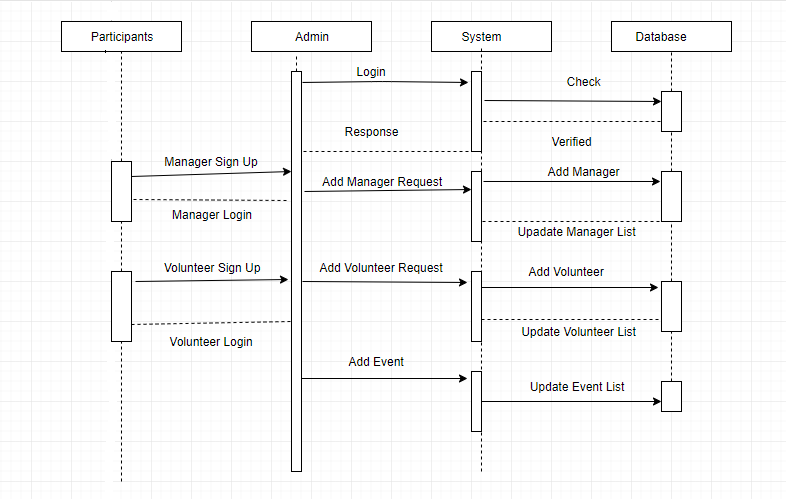 Participants
Admin
System
Database
Login
Check
Response
Verified
Manager Sign Up
Add Manager Request
Add Manager
Manager Login
Upadate Manager List
Volunteer Sign Up
Add Volunteer Request
Add Volunteer
Update Volunteer List
Volunteer Login
Add Event
Update Event List